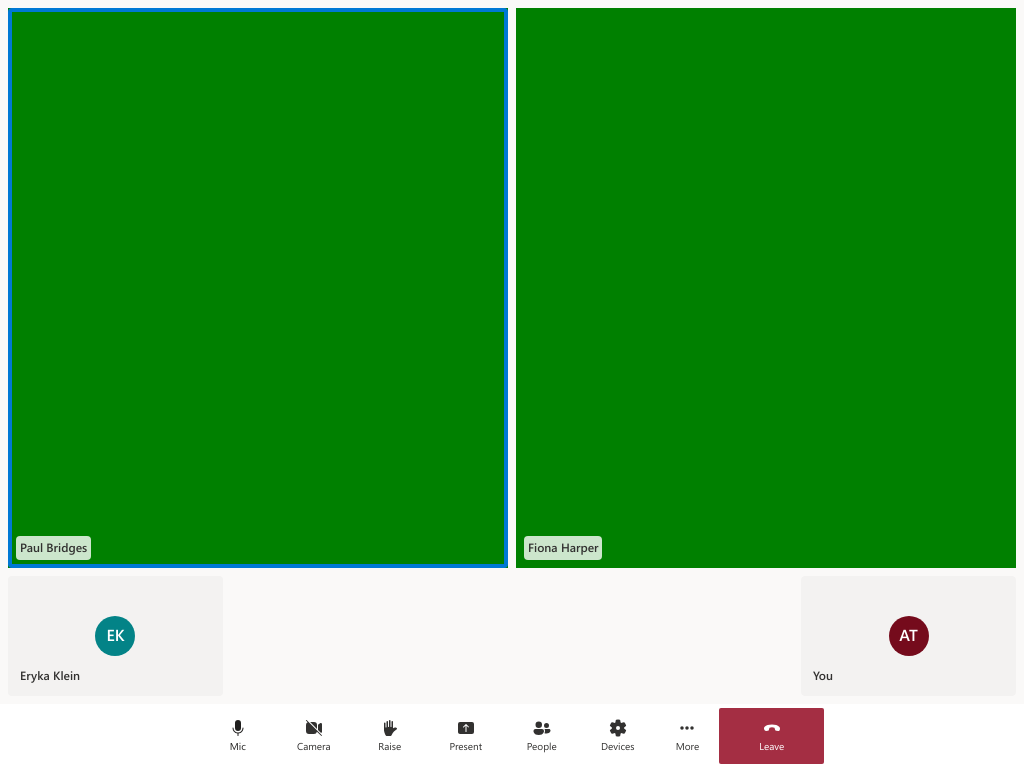 Paul Bridges
Fiona Harper
EK
Eryka Klein
AT
You
Mic
Camera
Raise
Present
People
Devices
More
Leave